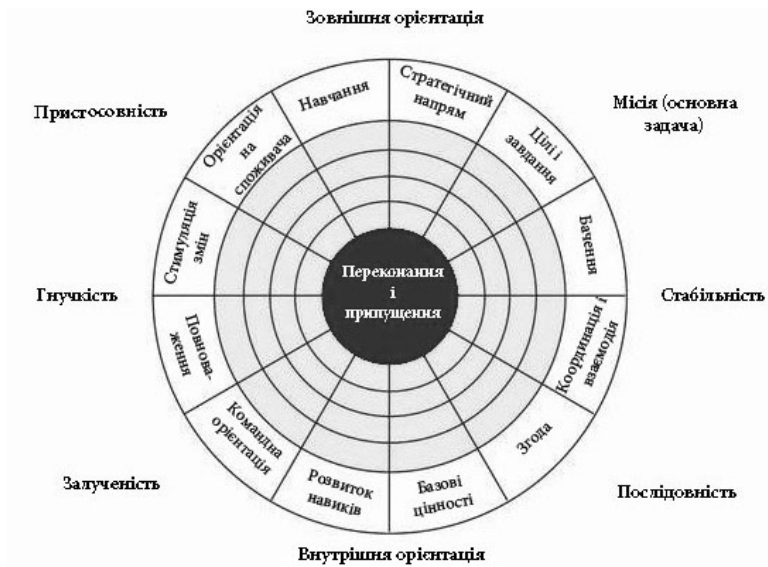 Зовнішня орієнтація
Пристосовність
Місія (основна
задача)
Навчання
Стратегічний
напрям
Орієнтація
на
споживача
Цілі і
завдання
Стимуляція
змін
Бачення
Переконання
і
припущення
Гнучкість
Стабільність
Повнова-
ження
Координація і
взаємодія
Командна
орієнтація
Згода
Розвиток
навиків
Базові
цінності
Залученість
Послідовність
Внутрішня орієнтація